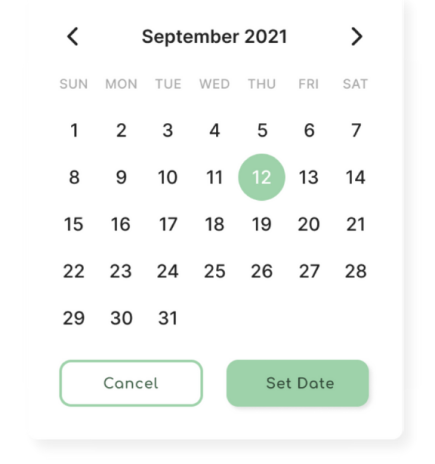 September 2021
SUN MON TUE WED THU FRI SAT
1 2 3 4 5 6 7
8 9 10 11 12 13 14
15 16 17 18 19 20 21
22 23 24 25 26 27 28
29 30 31
Cancel Set Date